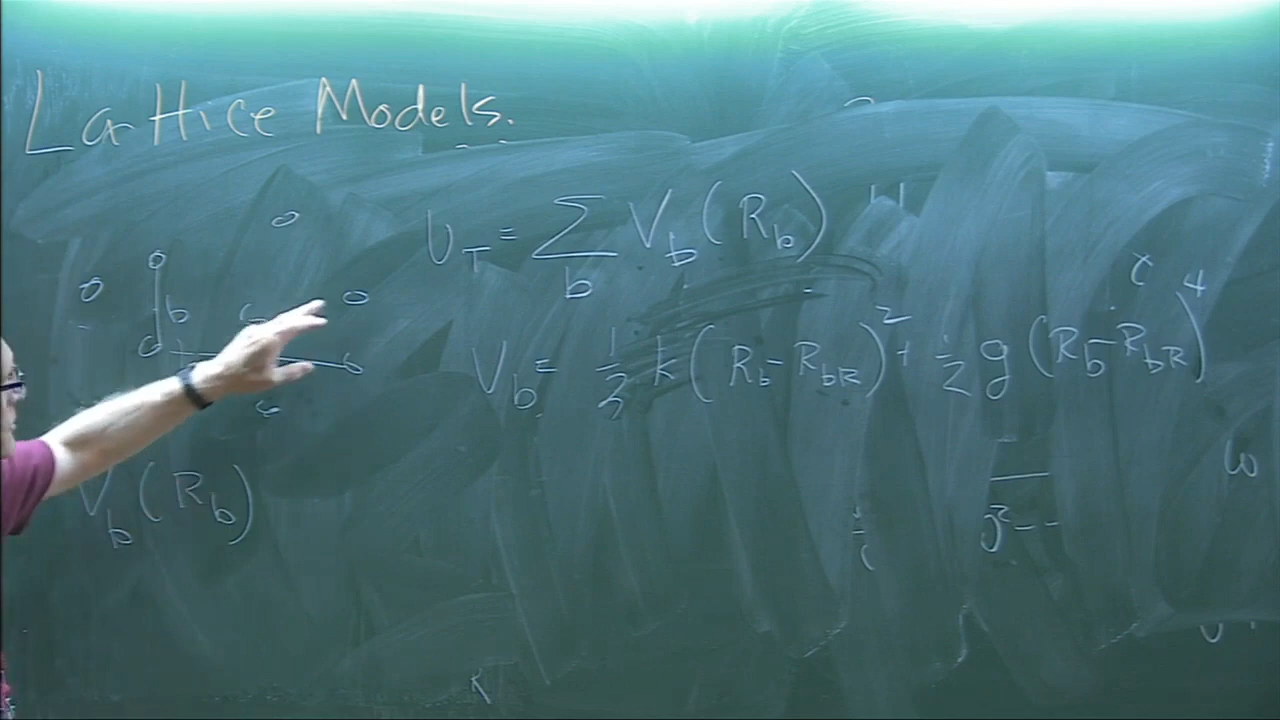 Lattice Models.
U_T = Σ_b V_b(R_b)
b
V_b = 1/2 k(R_b - R_bR)^2 + 1/2 g(R_b - R_bR)^4
V_b(R_b)
ω